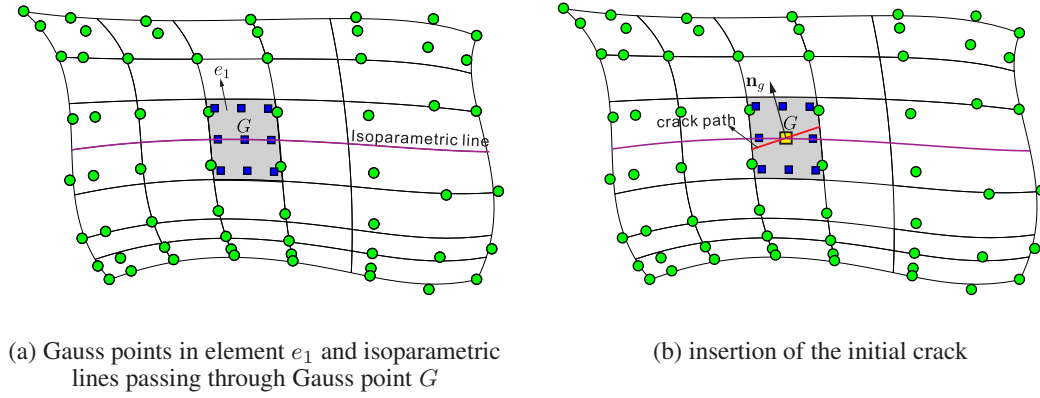 e₁
G
Isoparametric line
n_g
G
crack path
(a) Gauss points in element e₁ and isoparametric
lines passing through Gauss point G
(b) insertion of the initial crack